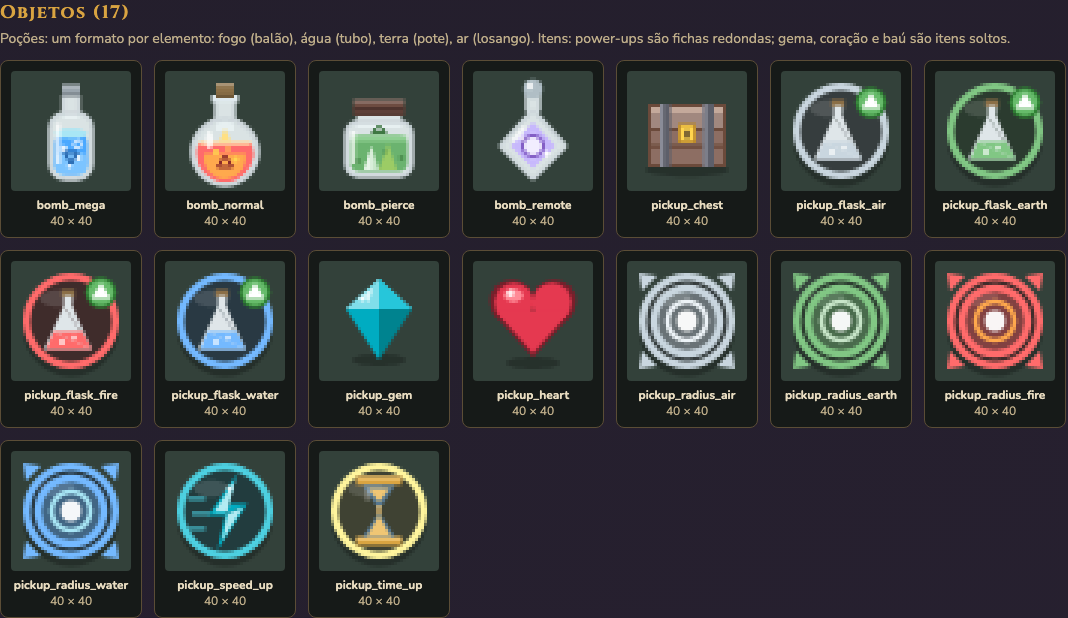 Objetos (17)
Poções: um formato por elemento: fogo (balão), água (tubo), terra (pote), ar (losango). Itens: power-ups são fichas redondas; gema, coração e baú são itens soltos.
bomb_mega
40 × 40
bomb_normal
40 × 40
bomb_pierce
40 × 40
bomb_remote
40 × 40
pickup_chest
40 × 40
pickup_flask_air
40 × 40
pickup_flask_earth
40 × 40
pickup_flask_fire
40 × 40
pickup_flask_water
40 × 40
pickup_gem
40 × 40
pickup_heart
40 × 40
pickup_radius_air
40 × 40
pickup_radius_earth
40 × 40
pickup_radius_fire
40 × 40
pickup_radius_water
40 × 40
pickup_speed_up
40 × 40
pickup_time_up
40 × 40